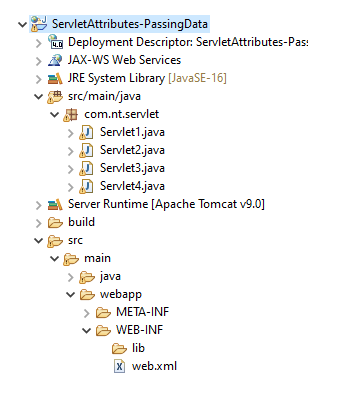 ServletAttributes-PassingData
Deployment Descriptor: ServletAttributes-Pas
JAX-WS Web Services
JRE System Library [JavaSE-16]
src/main/java
com.nt.servlet
Servlet1.java
Servlet2.java
Servlet3.java
Servlet4.java
Server Runtime [Apache Tomcat v9.0]
build
src
main
java
webapp
META-INF
WEB-INF
lib
web.xml